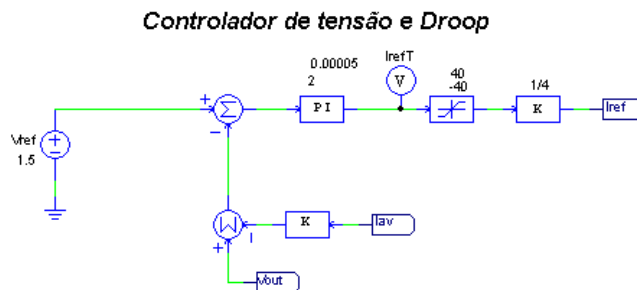 Controlador de tensão e Droop
0.00005
2
IrefT
40
-40
1/4
V
PI
K
Iref
Vref
1.5
K
Iav
Vout